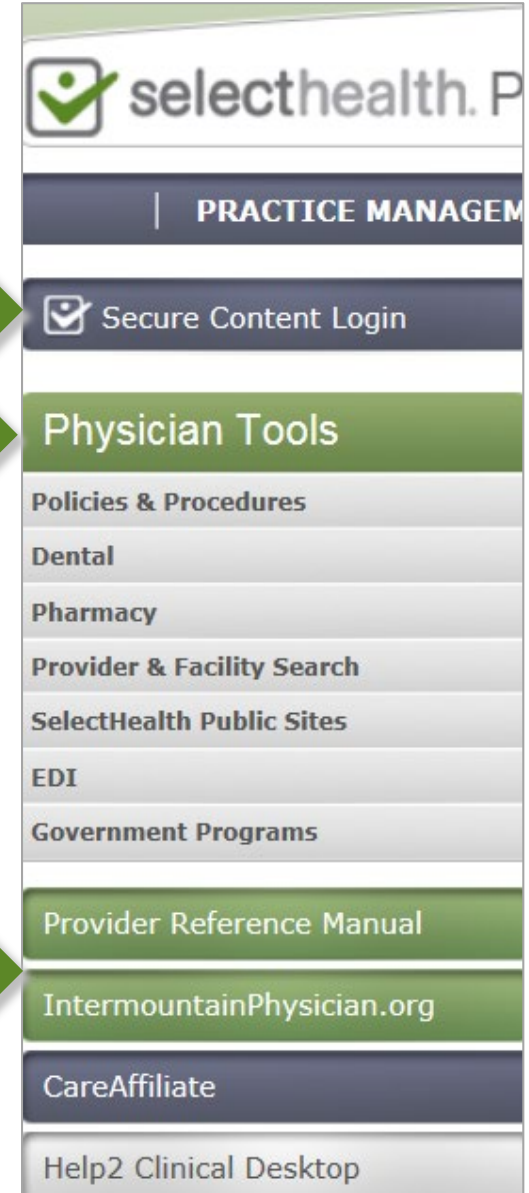 selecthealth. P
| PRACTICE MANAGEM
Secure Content Login
Physician Tools
Policies & Procedures
Dental
Pharmacy
Provider & Facility Search
SelectHealth Public Sites
EDI
Government Programs
Provider Reference Manual
IntermountainPhysician.org
CareAffiliate
Help2 Clinical Desktop